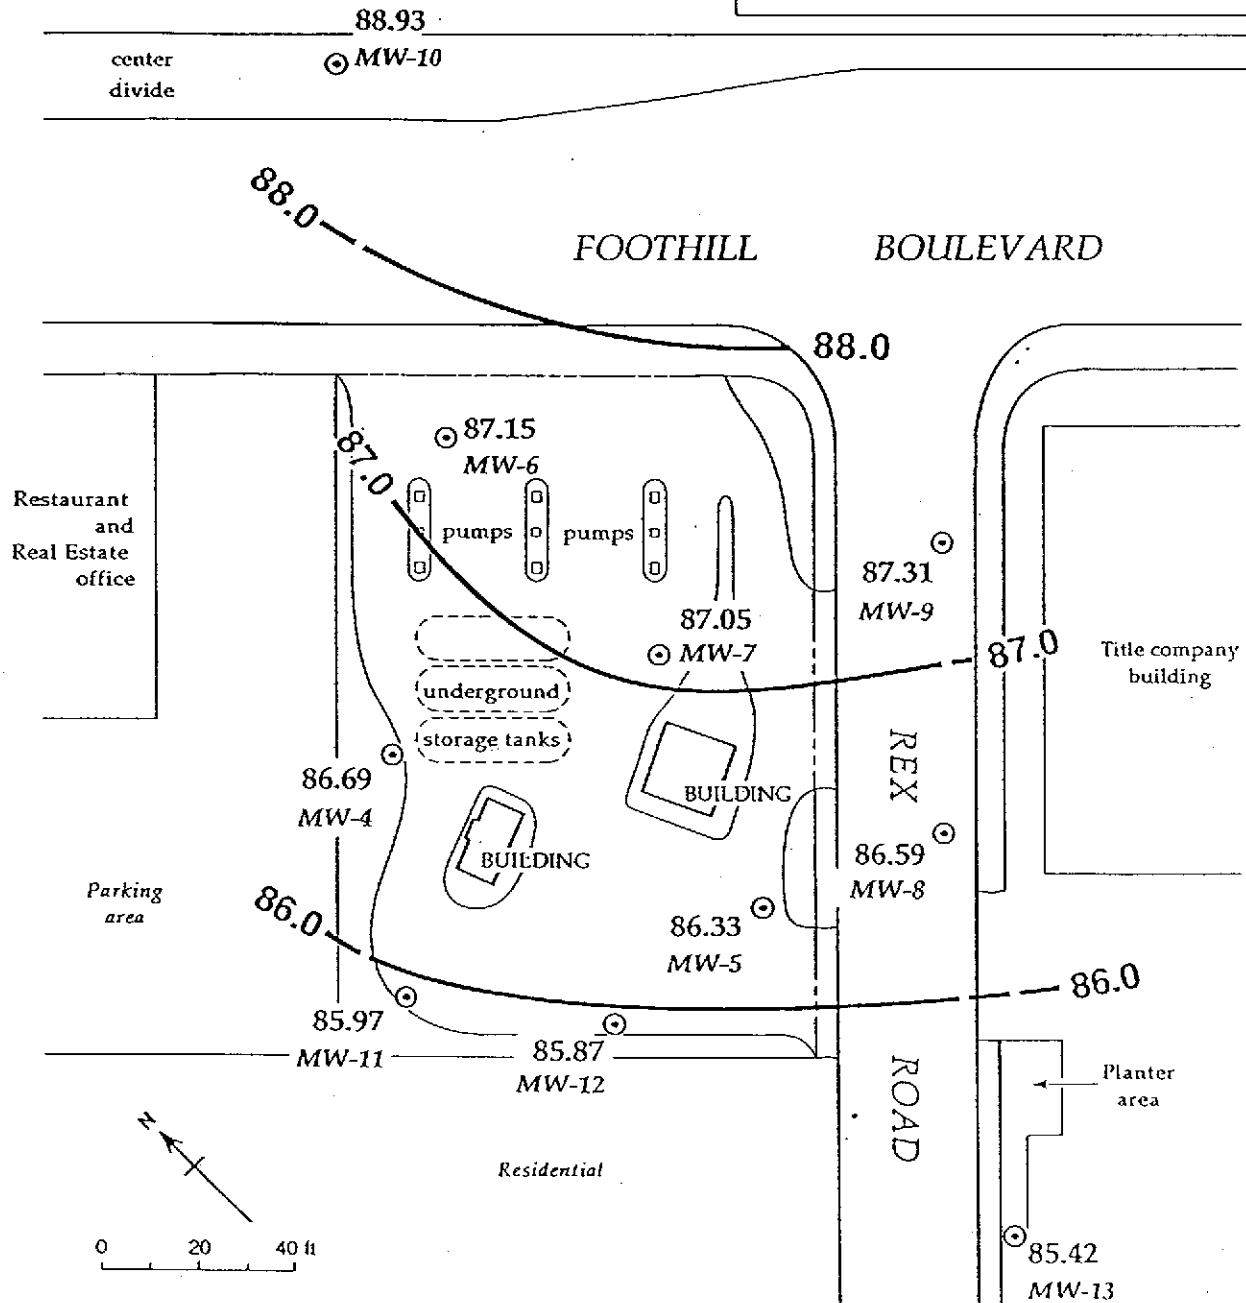 88.93
MW-10
center
divide
88.0
FOOTHILL BOULEVARD
88.0
87.15
MW-6
87.0
Restaurant
and
Real Estate
office
pumps
pumps
87.31
MW-9
87.05
MW-7
87.0
Title company
building
underground
storage tanks
REX
86.69
MW-4
BUILDING
BUILDING
86.59
MW-8
Parking
area
86.0
86.33
MW-5
86.0
85.97
MW-11
85.87
MW-12
ROAD
Planter
area
N
Residential
0 20 40 ft
85.42
MW-13